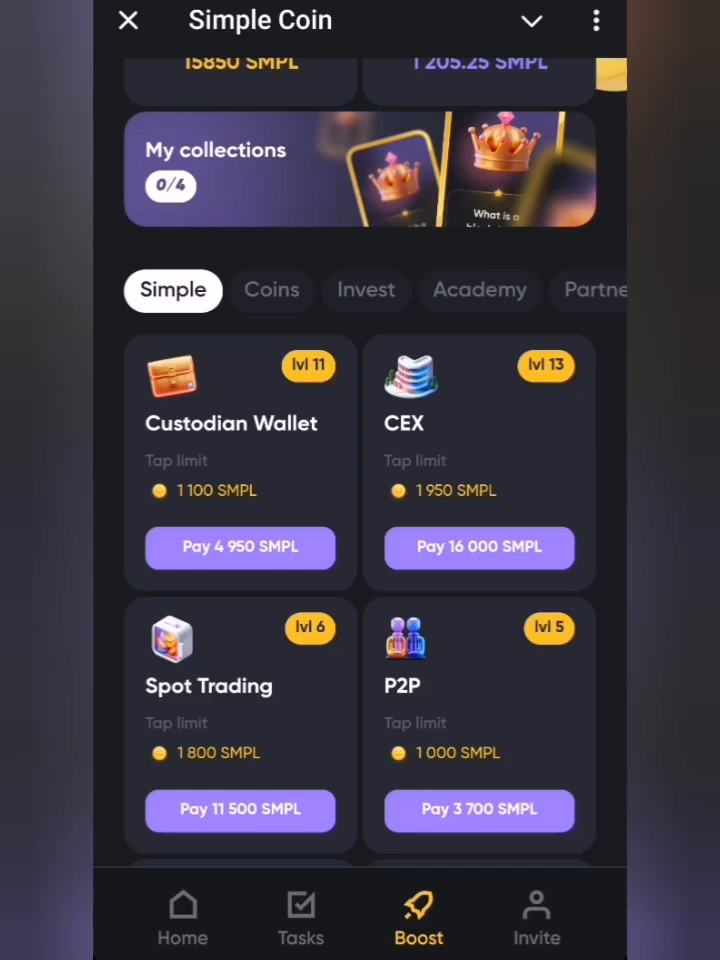 Simple Coin
15850 SMPL
1 205.25 SMPL
My collections
0/4
What is a
Simple
Coins
Invest
Academy
Partne
lvl 11
Custodian Wallet
Tap limit
1 100 SMPL
Pay 4 950 SMPL
lvl 13
CEX
Tap limit
1 950 SMPL
Pay 16 000 SMPL
lvl 6
Spot Trading
Tap limit
1 800 SMPL
Pay 11 500 SMPL
lvl 5
P2P
Tap limit
1 000 SMPL
Pay 3 700 SMPL
Home
Tasks
Boost
Invite